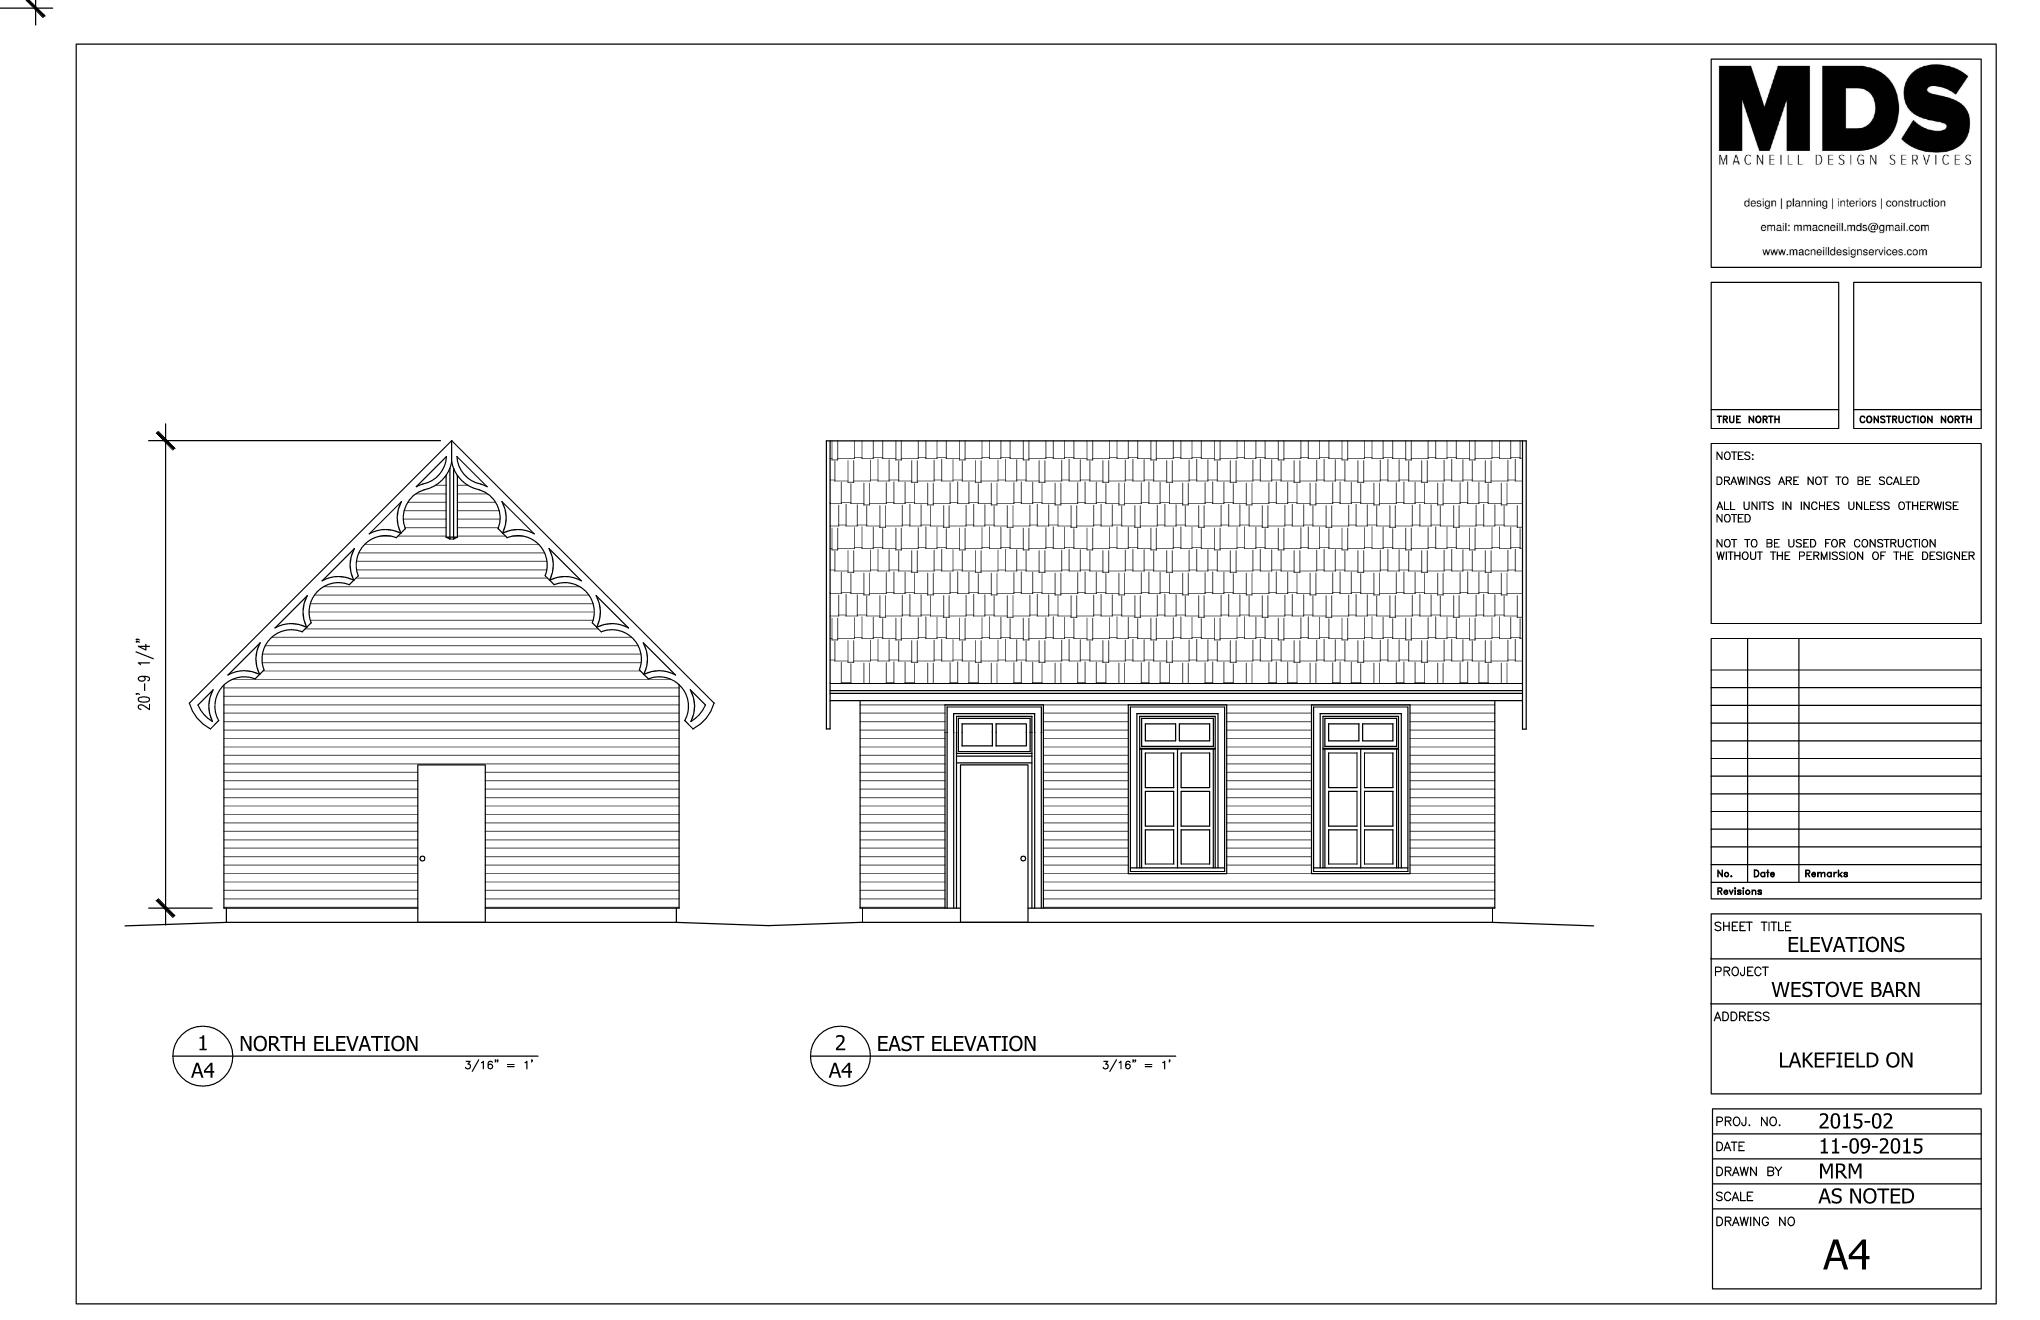 MDS
MACNEILL DESIGN SERVICES
design | planning | interiors | construction
email: mmacneill.mds@gmail.com
www.macneilldesignservices.com
TRUE NORTH
CONSTRUCTION NORTH
NOTES:
DRAWINGS ARE NOT TO BE SCALED
ALL UNITS IN INCHES UNLESS OTHERWISE
NOTED
NOT TO BE USED FOR CONSTRUCTION
WITHOUT THE PERMISSION OF THE DESIGNER
20'-9 1/4"
No. Date Remarks
Revisions
SHEET TITLE
ELEVATIONS
PROJECT
WESTOVE BARN
ADDRESS
LAKEFIELD ON
1
A4
NORTH ELEVATION
3/16" = 1'
2
A4
EAST ELEVATION
3/16" = 1'
PROJ. NO. 2015-02
DATE 11-09-2015
DRAWN BY MRM
SCALE AS NOTED
DRAWING NO
A4